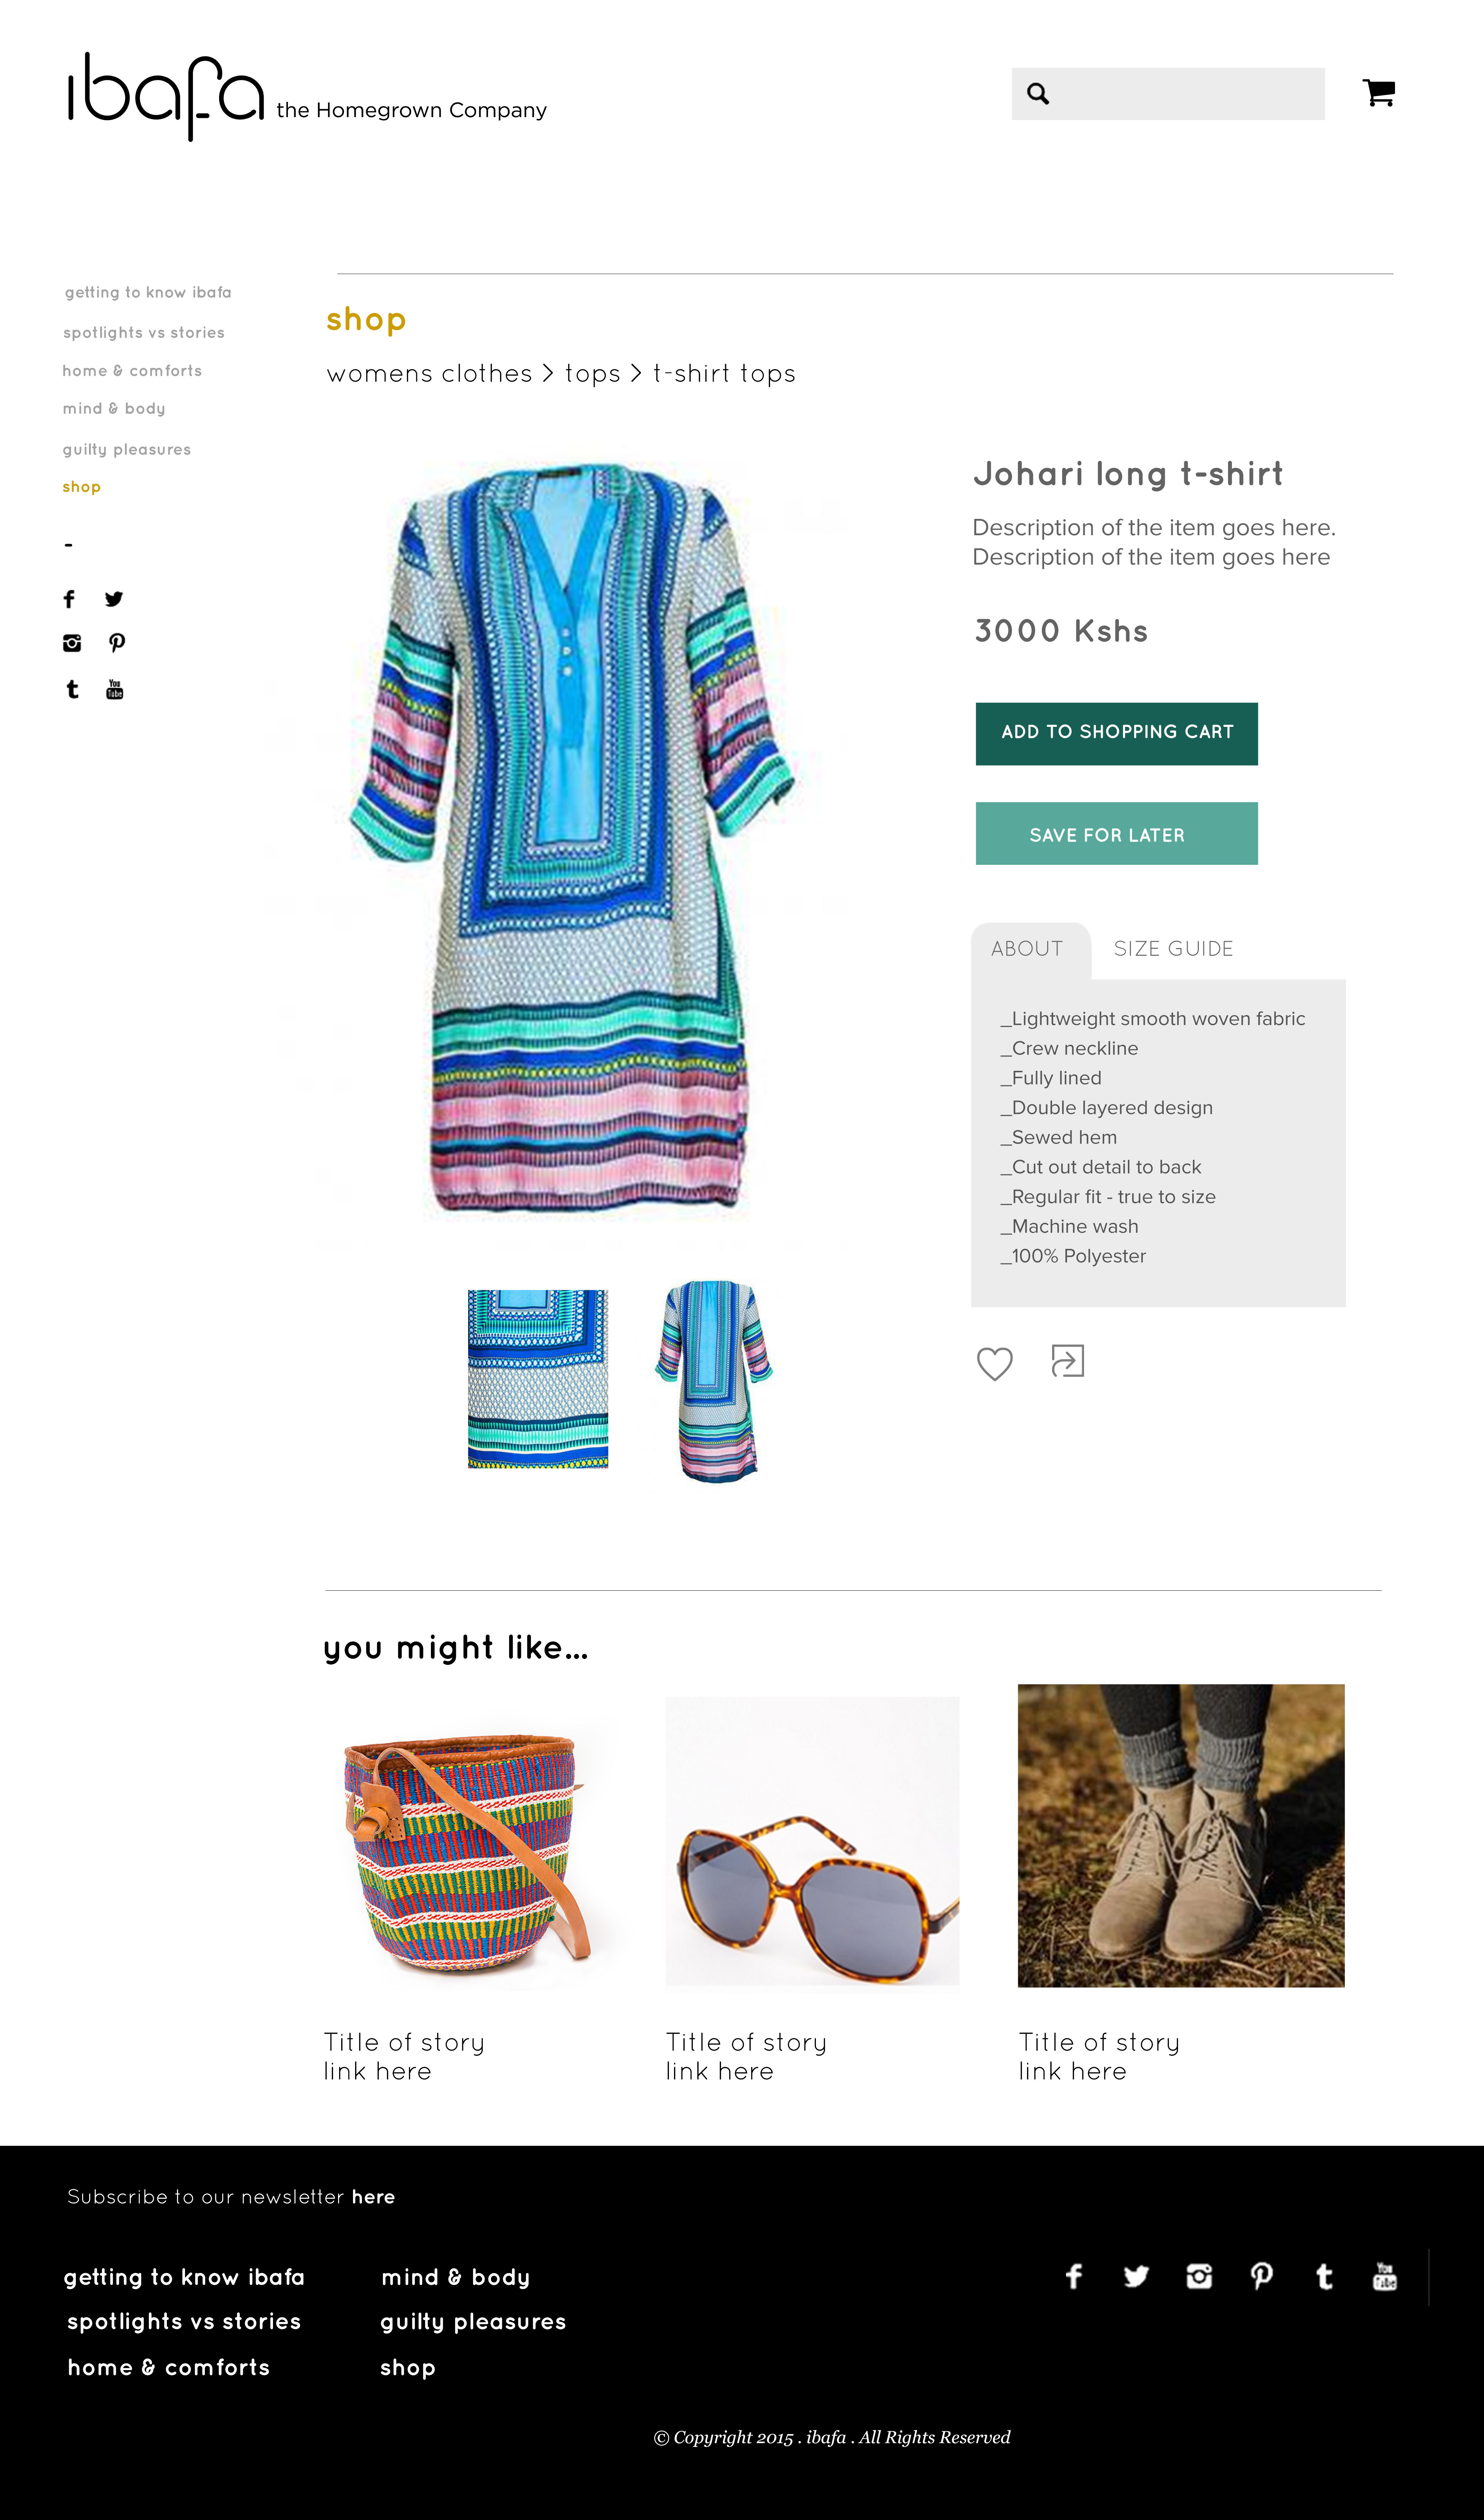 ibafa the Homegrown Company
getting to know ibafa
spotlights vs stories
home & comforts
mind & body
guilty pleasures
shop
-
f
t
You Tube
shop
womens clothes > tops > t-shirt tops
Johari long t-shirt
Description of the item goes here.
Description of the item goes here
3000 Kshs
ADD TO SHOPPING CART
SAVE FOR LATER
ABOUT SIZE GUIDE
_Lightweight smooth woven fabric
_Crew neckline
_Fully lined
_Double layered design
_Sewed hem
_Cut out detail to back
_Regular fit - true to size
_Machine wash
_100% Polyester
you might like...
Title of story
link here
Title of story
link here
Title of story
link here
Subscribe to our newsletter here
getting to know ibafa
spotlights vs stories
home & comforts
mind & body
guilty pleasures
shop
f t You Tube
© Copyright 2015 . ibafa . All Rights Reserved